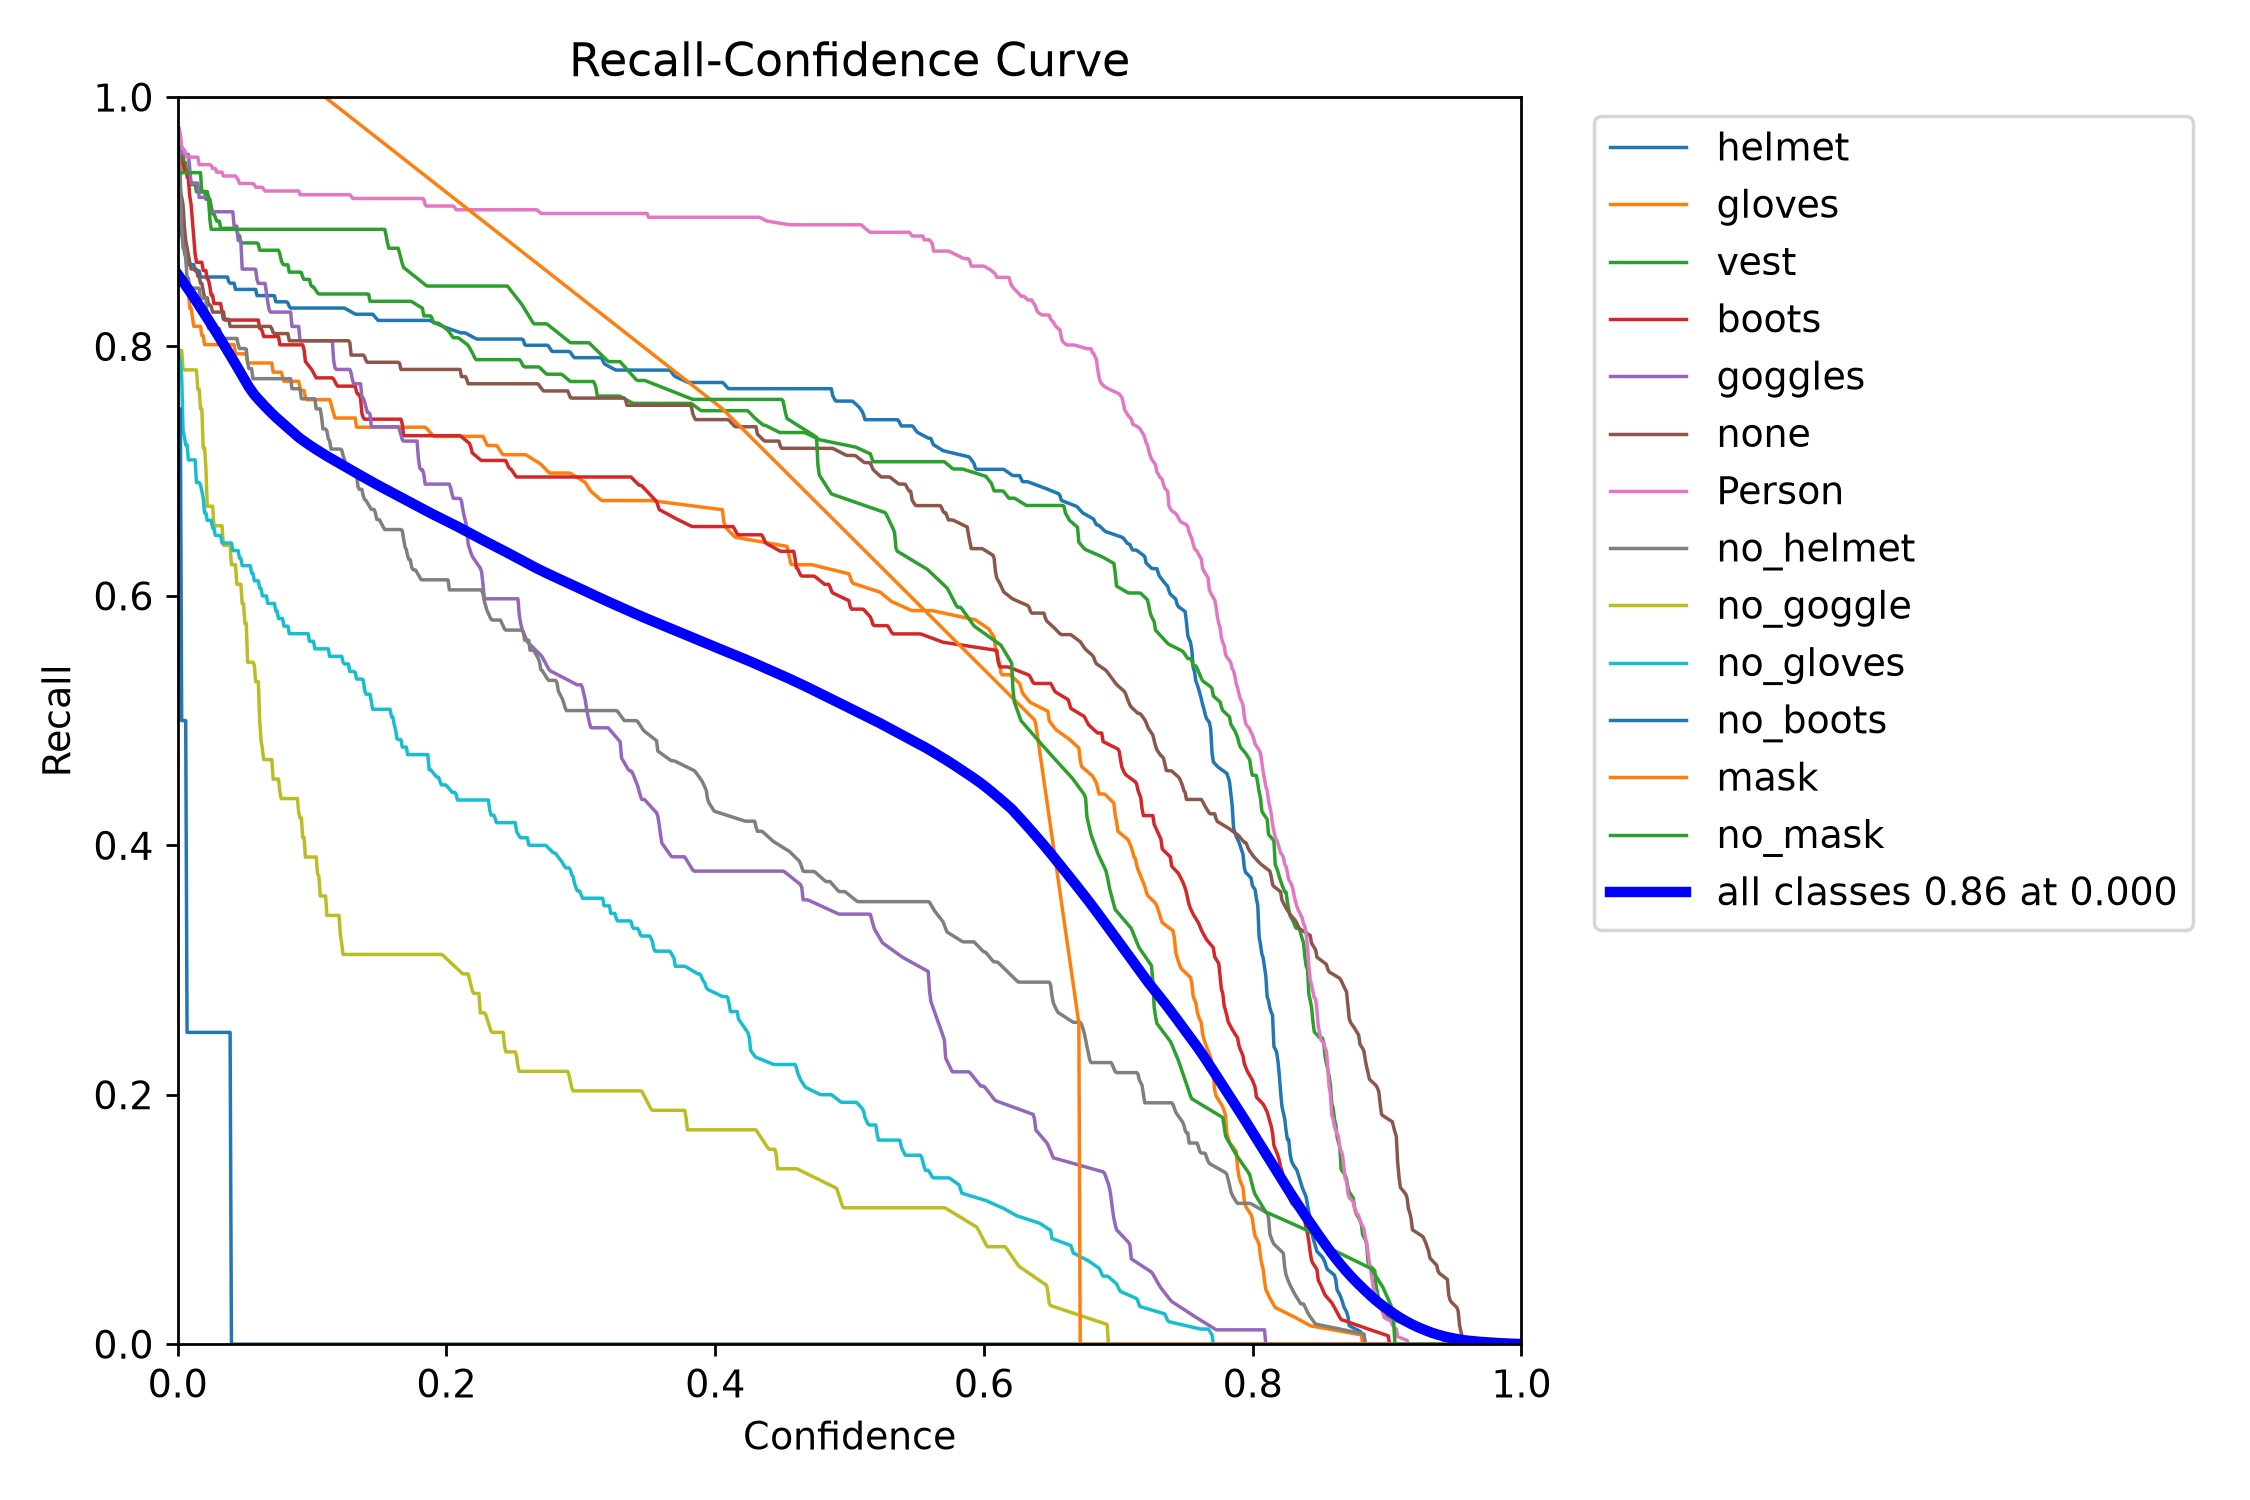 Recall-Confidence Curve
1.0
0.8
0.6
0.4
0.2
0.0
Recall
0.0 0.2 0.4 0.6 0.8 1.0
Confidence
helmet
gloves
vest
boots
goggles
none
Person
no_helmet
no_goggle
no_gloves
no_boots
mask
no_mask
all classes 0.86 at 0.000